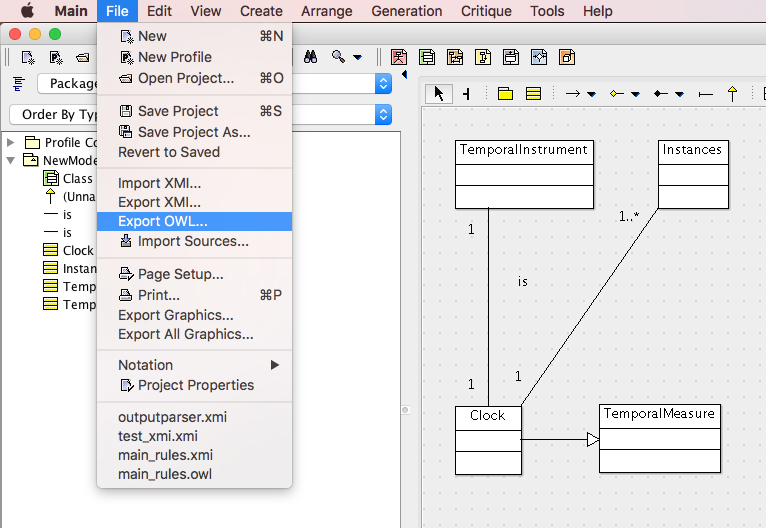 Main File Edit View Create Arrange Generation Critique Tools Help
New ⌘N
New Profile
Open Project... ⌘O
Save Project ⌘S
Save Project As...
Revert to Saved
Import XMI...
Export XMI...
Export OWL...
Import Sources...
Page Setup...
Print... ⌘P
Export Graphics...
Export All Graphics...
Notation
Project Properties
outputparser.xmi
test_xmi.xmi
main_rules.xmi
main_rules.owl
Package
Order By Typ
Profile Co
NewMode
Class
(Unna
is
is
Clock
Instan
Temp
Temp
TemporalInstrument
Instances
1
1..*
is
1
1
Clock
TemporalMeasure